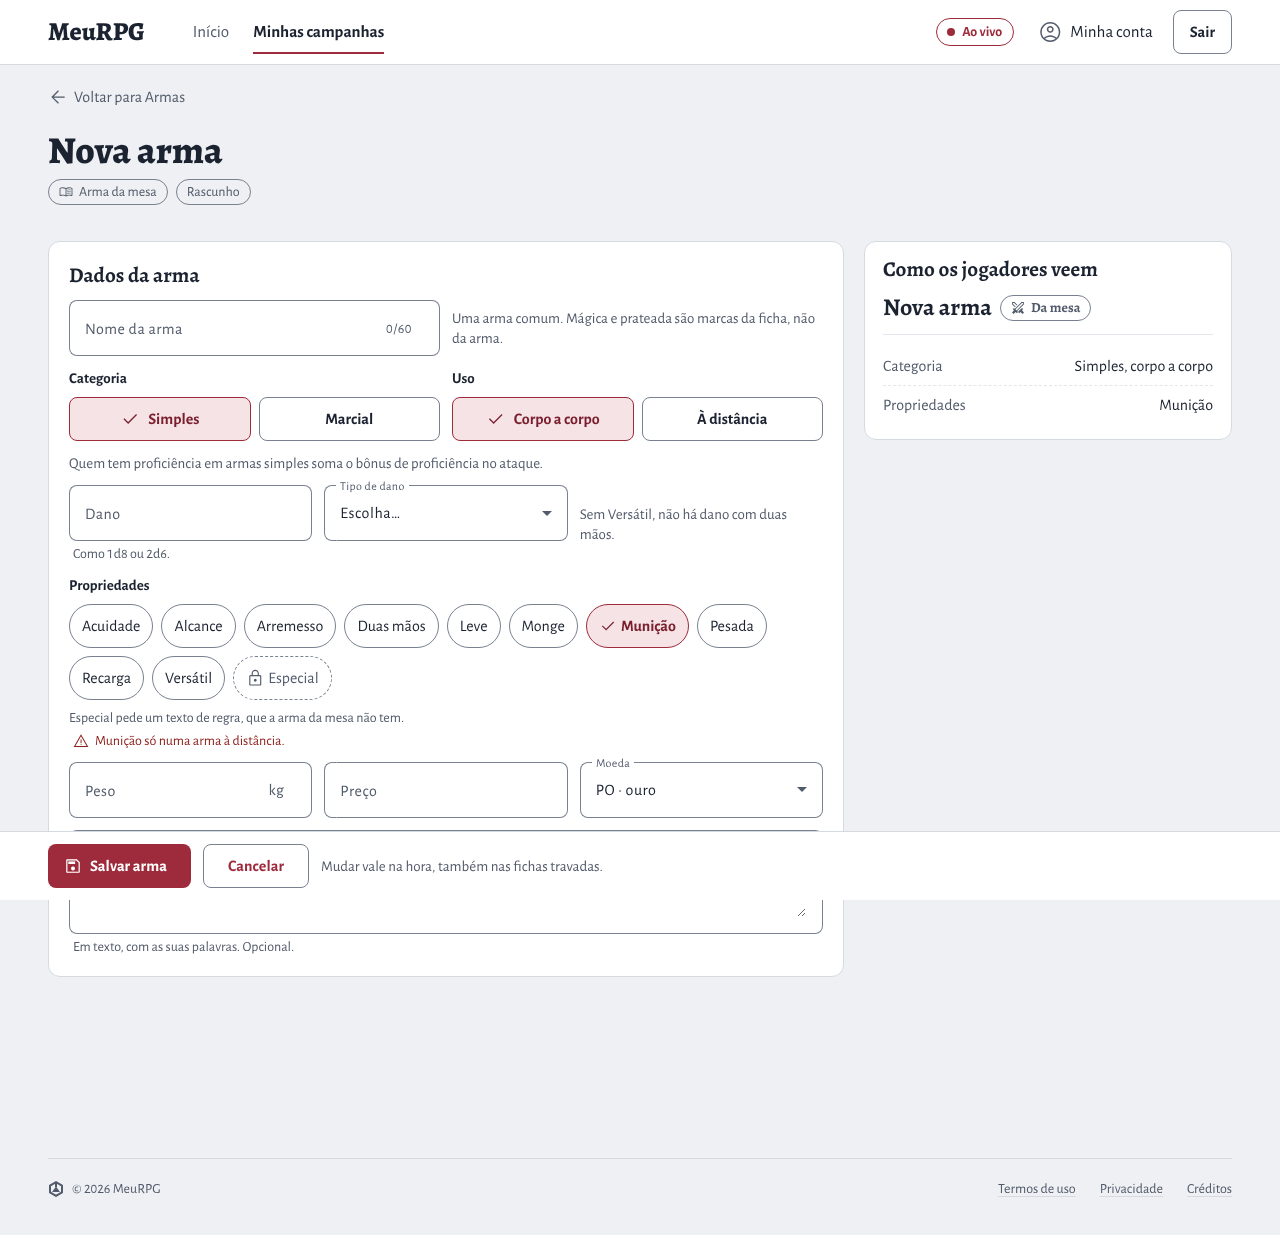 MeuRPG
Início
Minhas campanhas
Ao vivo
Minha conta
Sair
Voltar para Armas
Nova arma
Arma da mesa
Rascunho
Dados da arma
Nome da arma
0/60
Uma arma comum. Mágica e prateada são marcas da ficha, não
da arma.
Categoria
Uso
Simples
Marcial
Corpo a corpo
À distância
Quem tem proficiência em armas simples soma o bônus de proficiência no ataque.
Dano
Tipo de dano
Escolha…
Sem Versátil, não há dano com duas
mãos.
Como 1d8 ou 2d6.
Propriedades
Acuidade
Alcance
Arremesso
Duas mãos
Leve
Monge
Munição
Pesada
Recarga
Versátil
Especial
Especial pede um texto de regra, que a arma da mesa não tem.
Munição só numa arma à distância.
Peso
kg
Preço
Moeda
PO · ouro
Salvar arma
Cancelar
Mudar vale na hora, também nas fichas travadas.
Em texto, com as suas palavras. Opcional.
Como os jogadores veem
Nova arma
Da mesa
Categoria
Simples, corpo a corpo
Propriedades
Munição
© 2026 MeuRPG
Termos de uso
Privacidade
Créditos